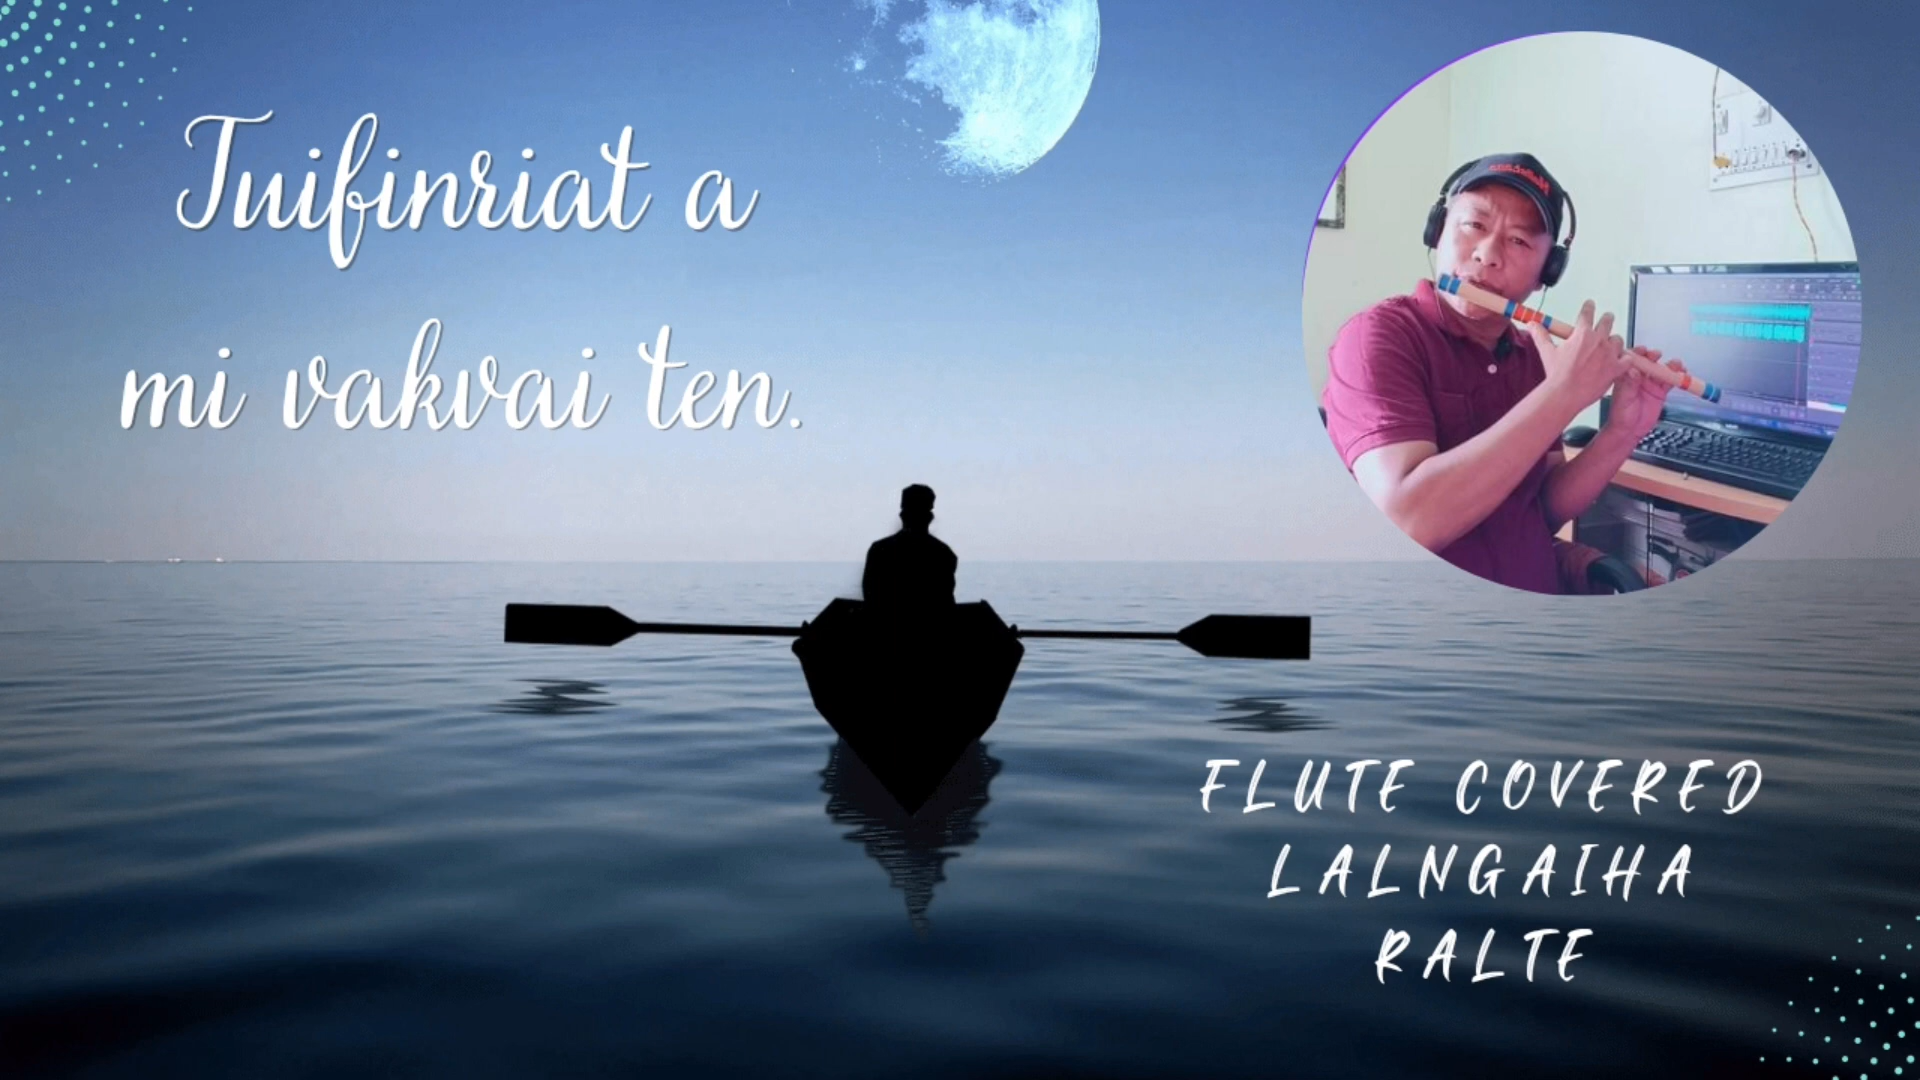 Tuifinriat a
mi vakvai ten.
FLUTE COVERED
LALNGAIHA
RALTE